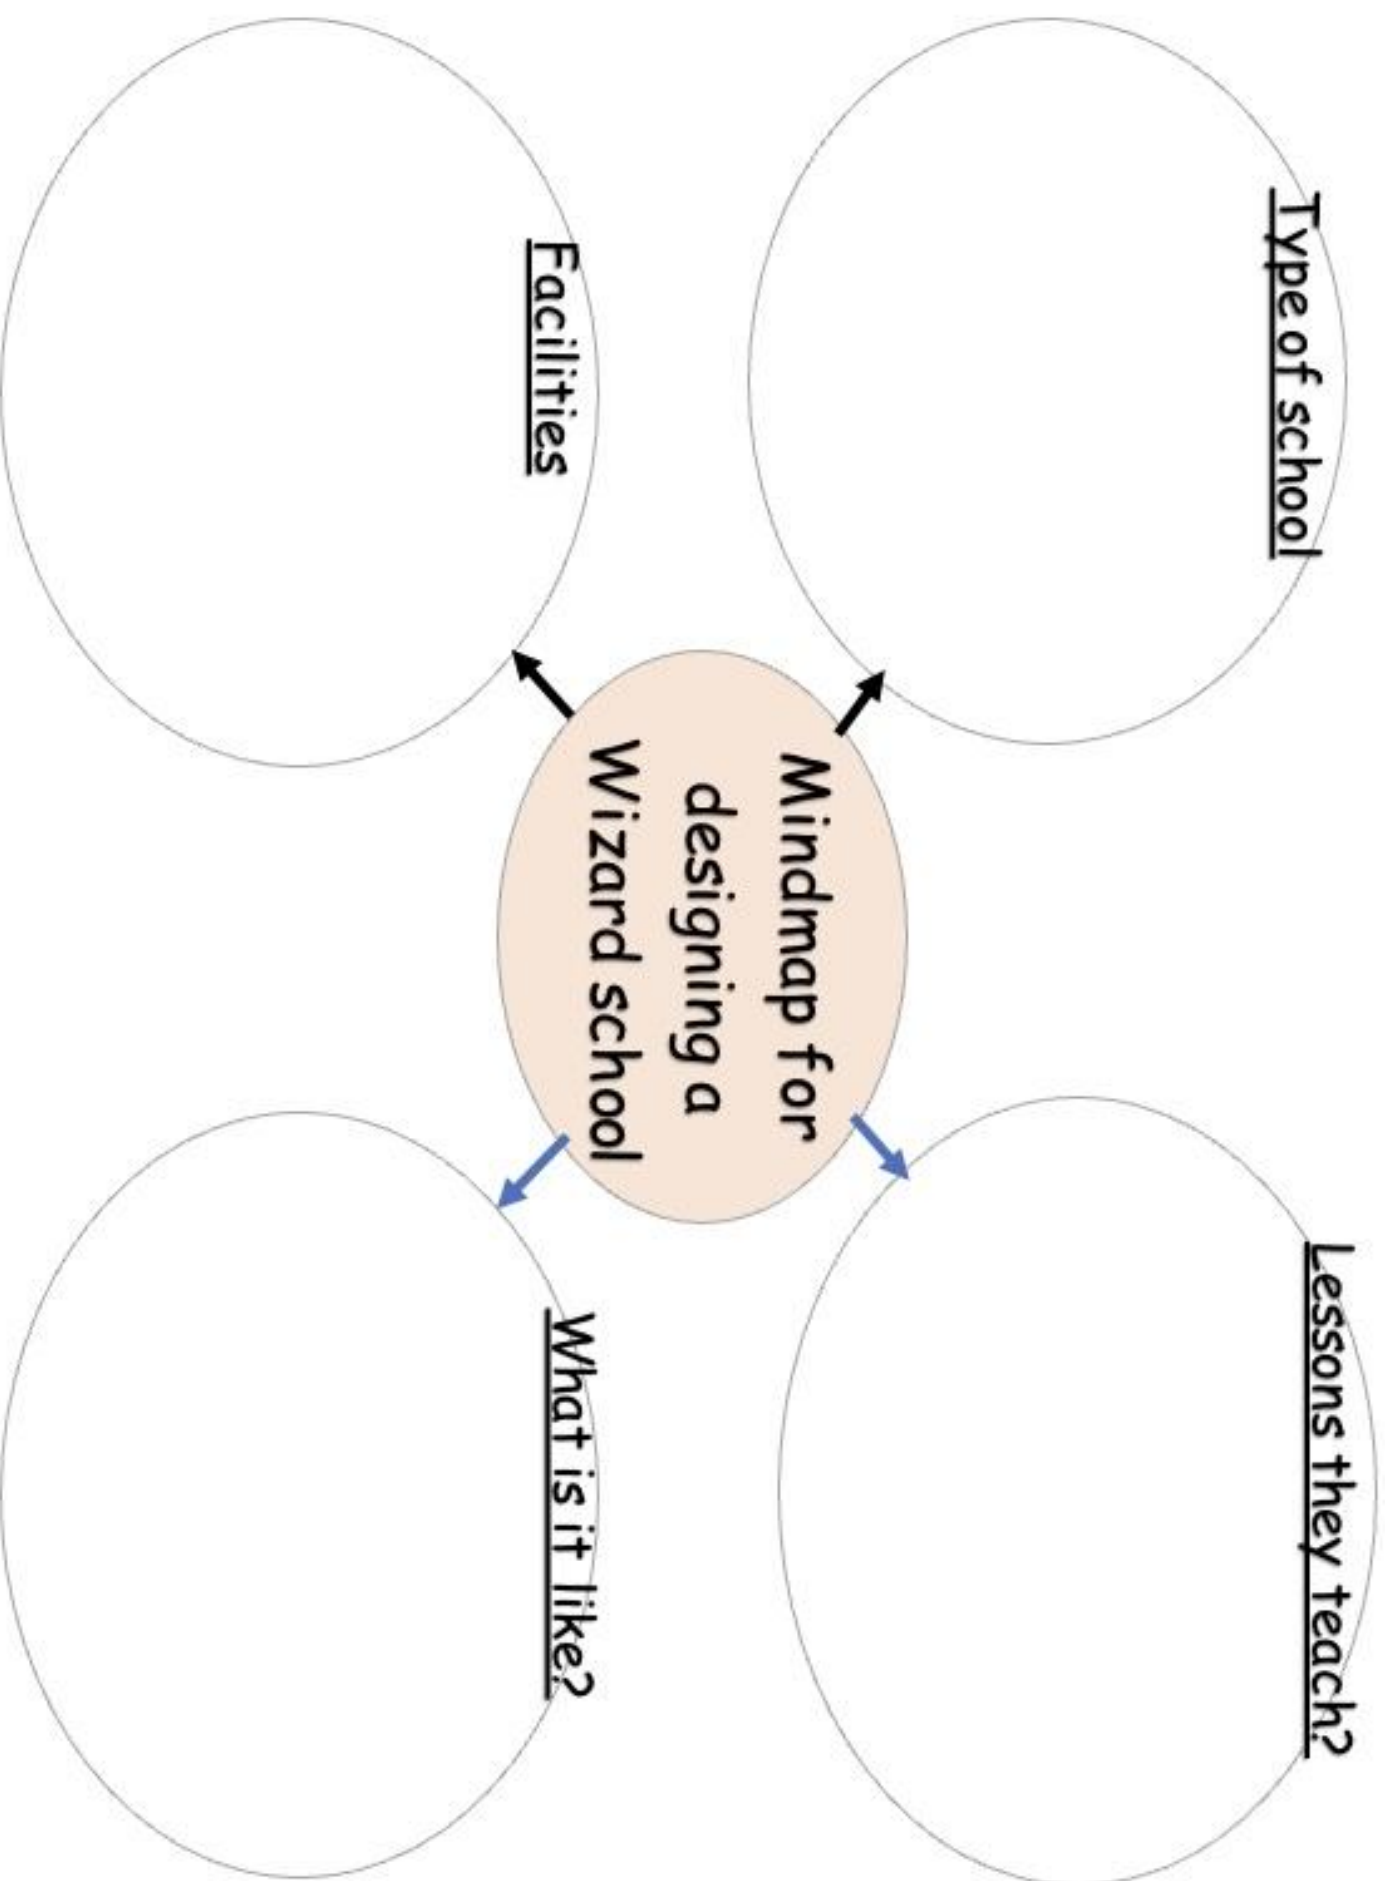 Type of school
Lessons they teach?
Mindmap for
designing a
Wizard school
Facilities
What is it like?